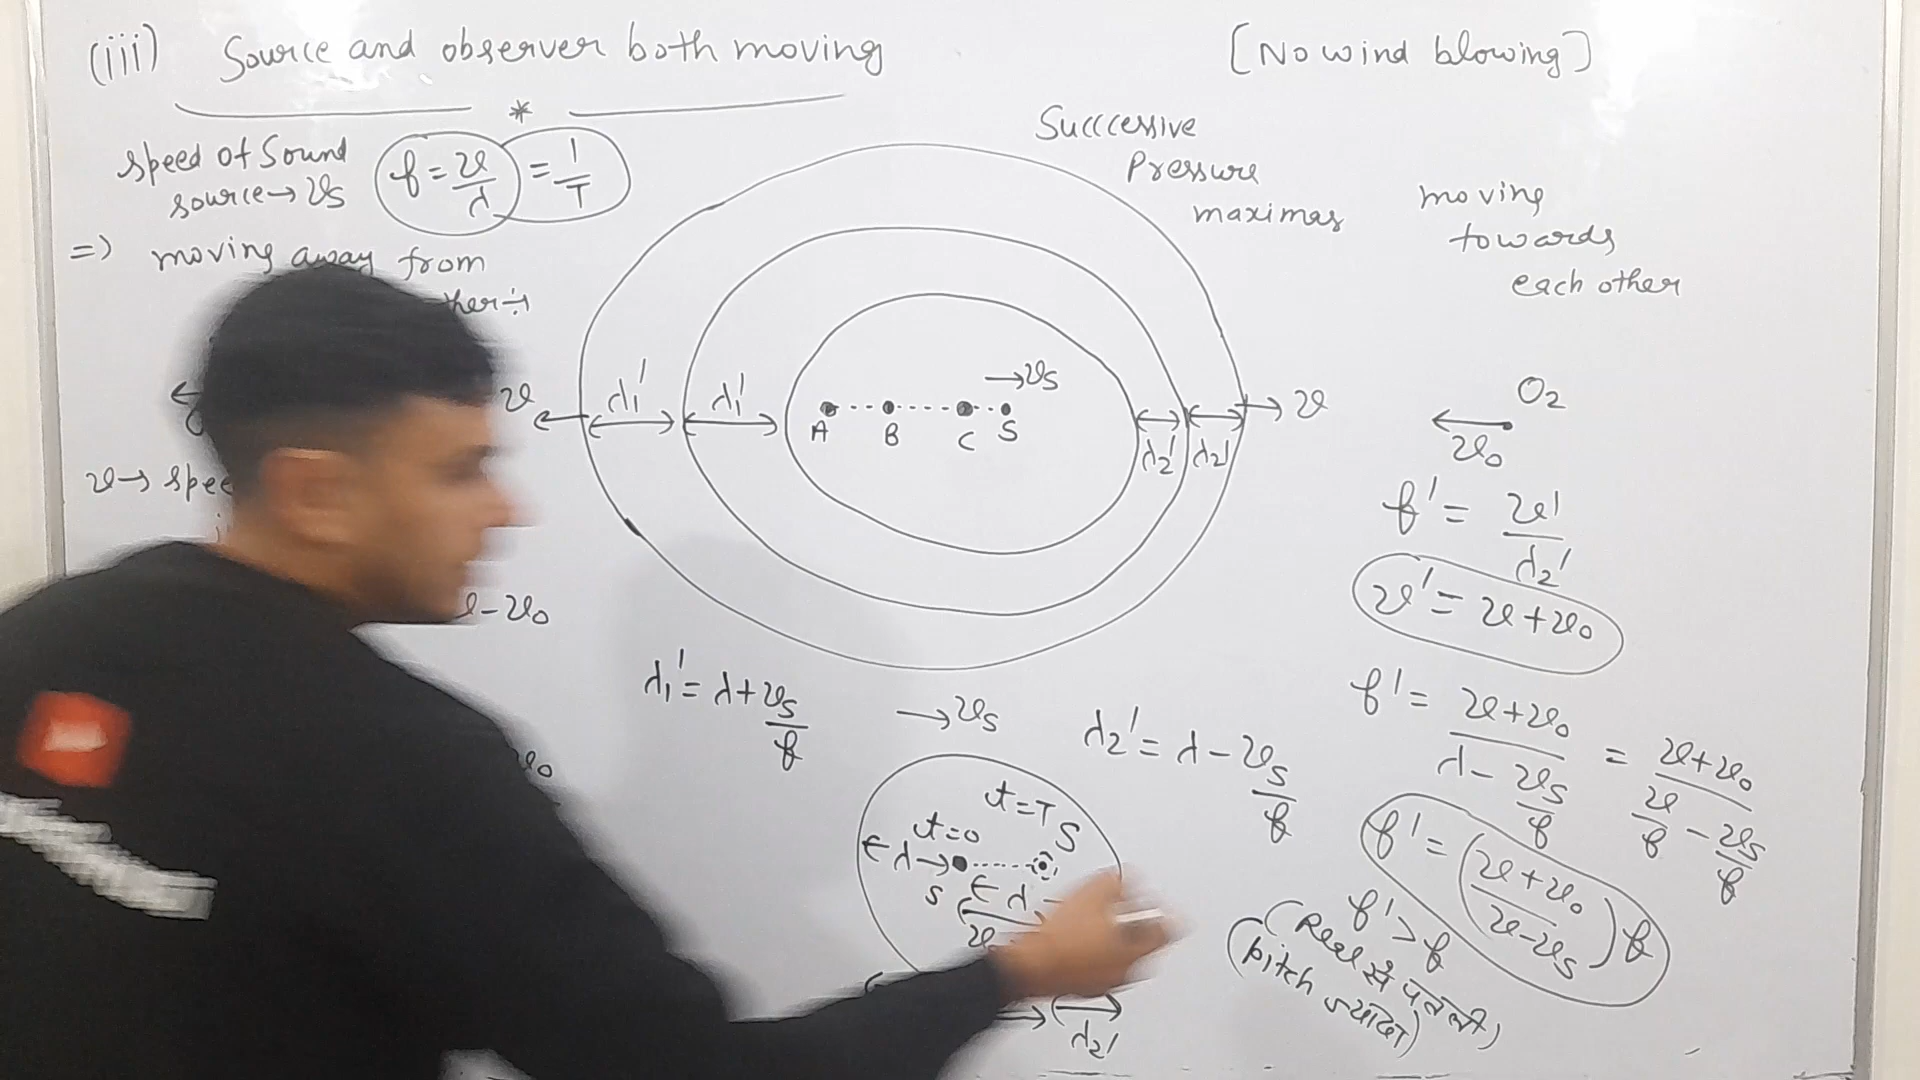 (iii) Source and observer both moving
[No wind blowing]
*
speed of Sound
source → vs
f = v/λ = 1/T
Successive
Pressure
maximas
moving
towards
each other
=) moving away from
v
λ1' λ1'
→ vs
A B C S
λ2' λ2'
→ v
O2
vo
f' = v'/λ2'
v' = v + vo
v →
- vo
λ1' = λ + vs/f
→ vs
λ2' = λ - vs/f
f' = (v + vo)/(λ - vs/f) = (v + vo)/(v/f - vs/f)
t = T
S
t = 0
← λ →
S
← λ
f' = ((v + vo)/(v - vs)) f
f' > f
(Real से पतली)
(pitch ज्यादा)
λ2'